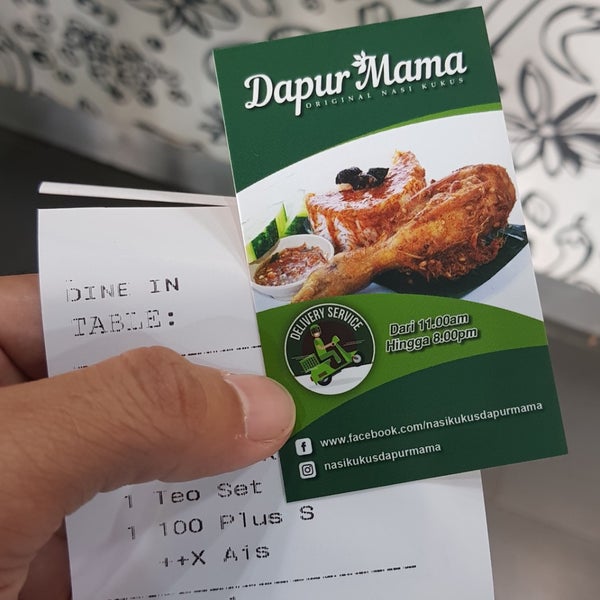 Dapur Mama
ORIGINAL NASI KUKUS
DELIVERY SERVICE
Dari 11.00am
Hingga 8.00pm
www.facebook.com/nasikukusdapurmama
nasikukusdapurmama
DINE IN
TABLE:
1 Teo Set
1 100 Plus S
++X Ais